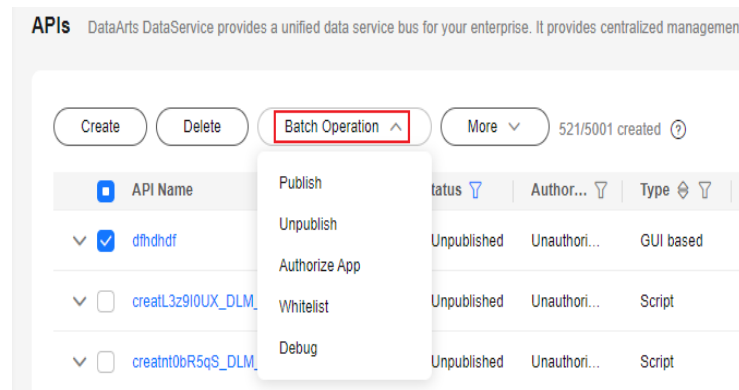 APIs DataArts DataService provides a unified data service bus for your enterprise. It provides centralized managemen
Create Delete Batch Operation More 521/5001 created
API Name tatus Author... Type
Publish
Unpublish
Authorize App
Whitelist
Debug
dfhdhdf Unpublished Unauthori... GUI based
creatL3z9I0UX_DLM_ Unpublished Unauthori... Script
creatnt0bR5qS_DLM_ Unpublished Unauthori... Script